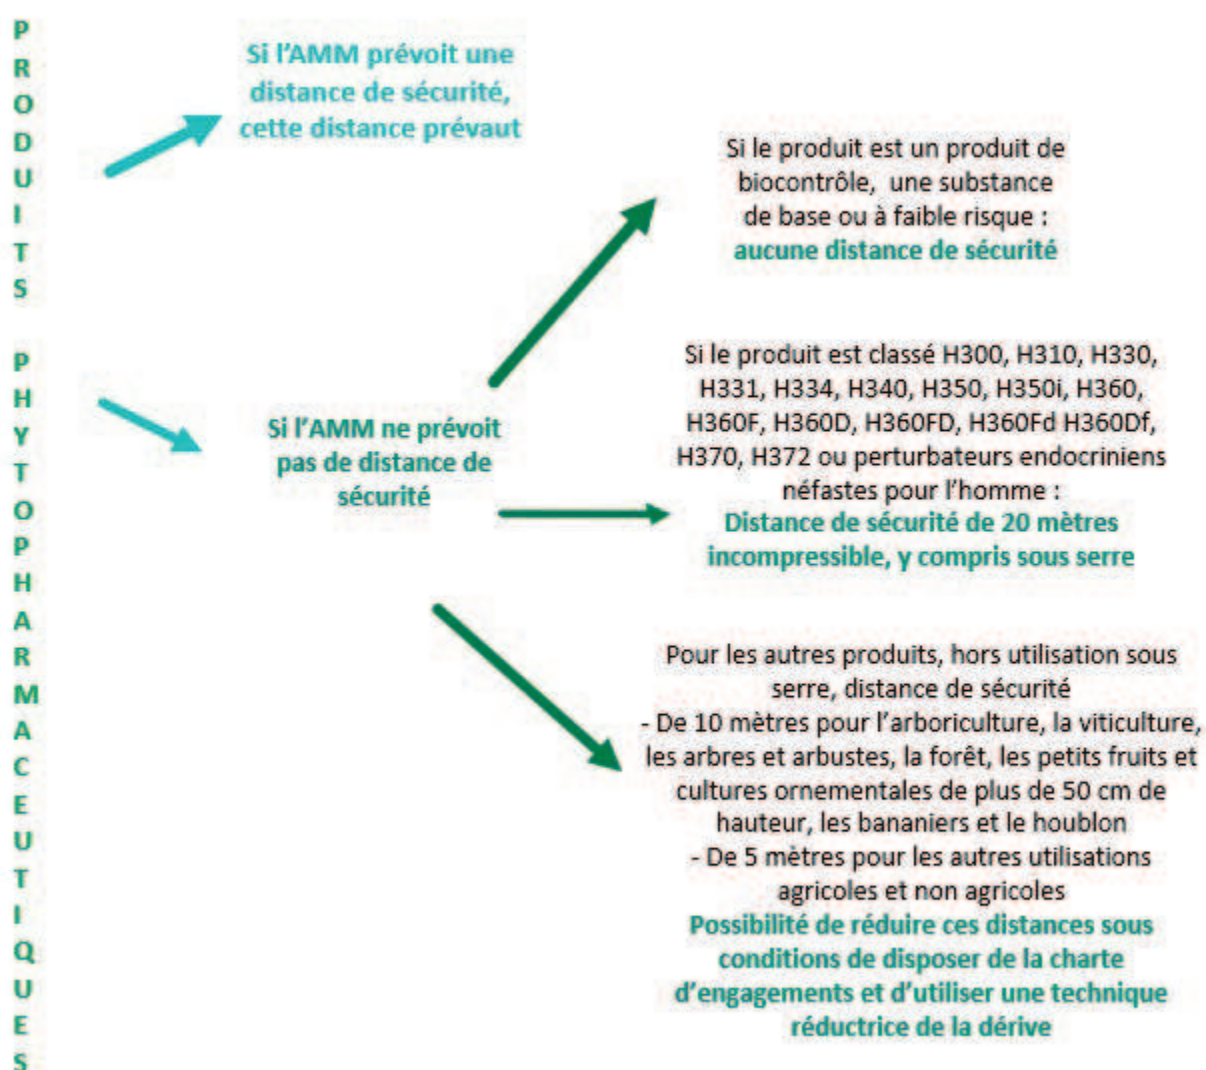 PRODUITS PHYTOPHARMACEUTIQUES
Si l'AMM prévoit une
distance de sécurité,
cette distance prévaut
Si l'AMM ne prévoit
pas de distance de
sécurité
Si le produit est un produit de
biocontrôle, une substance
de base ou à faible risque :
aucune distance de sécurité
Si le produit est classé H300, H310, H330,
H331, H334, H340, H350, H350i, H360,
H360F, H360D, H360FD, H360Fd H360Df,
H370, H372 ou perturbateurs endocriniens
néfastes pour l'homme :
Distance de sécurité de 20 mètres
incompressible, y compris sous serre
Pour les autres produits, hors utilisation sous
serre, distance de sécurité
- De 10 mètres pour l'arboriculture, la viticulture,
les arbres et arbustes, la forêt, les petits fruits et
cultures ornementales de plus de 50 cm de
hauteur, les bananiers et le houblon
- De 5 mètres pour les autres utilisations
agricoles et non agricoles
Possibilité de réduire ces distances sous
conditions de disposer de la charte
d'engagements et d'utiliser une technique
réductrice de la dérive